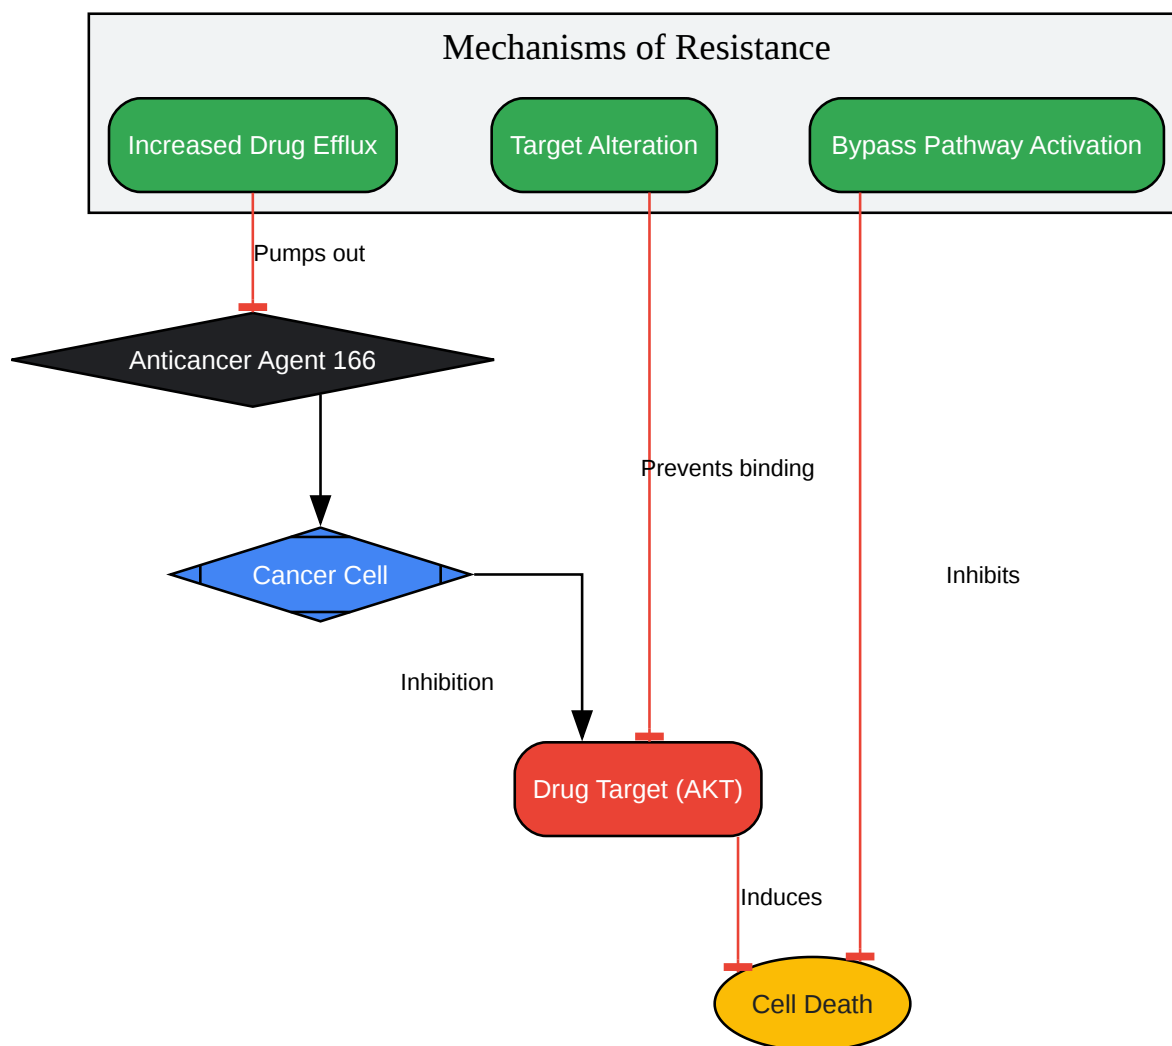 Mechanisms of Resistance
Increased Drug Efflux
Target Alteration
Bypass Pathway Activation
Pumps out
Anticancer Agent 166
Prevents binding
Cancer Cell
Inhibits
Inhibition
Drug Target (AKT)
Induces
Cell Death